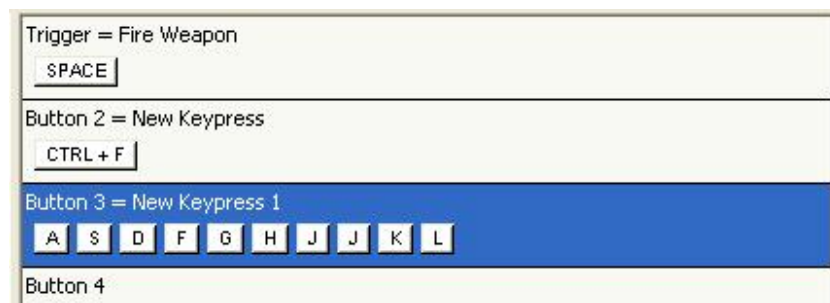 Trigger = Fire Weapon
SPACE
Button 2 = New Keypress
CTRL + F
Button 3 = New Keypress 1
A S D F G H J J K L
Button 4